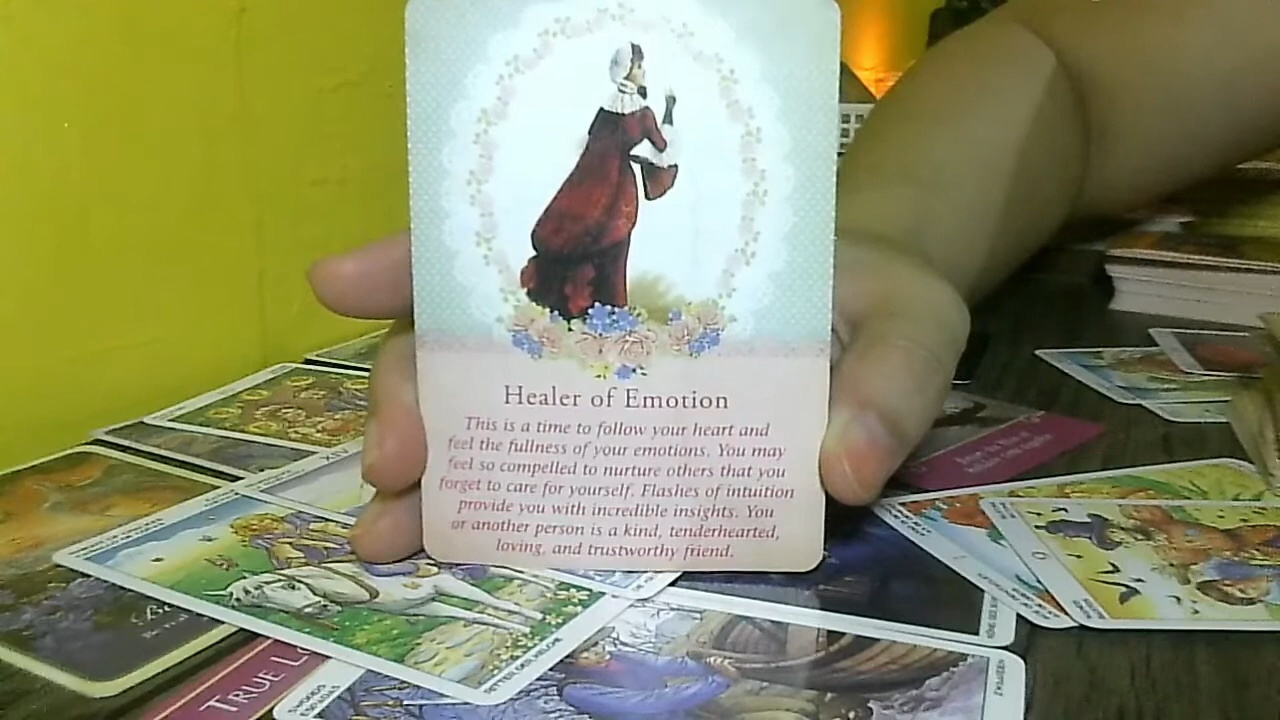 Healer of Emotion
This is a time to follow your heart and
feel the fullness of your emotions. You may
feel so compelled to nurture others that you
forget to care for yourself. Flashes of intuition
provide you with incredible insights. You
or another person is a kind, tenderhearted,
loving, and trustworthy friend.
XIV
TRUE